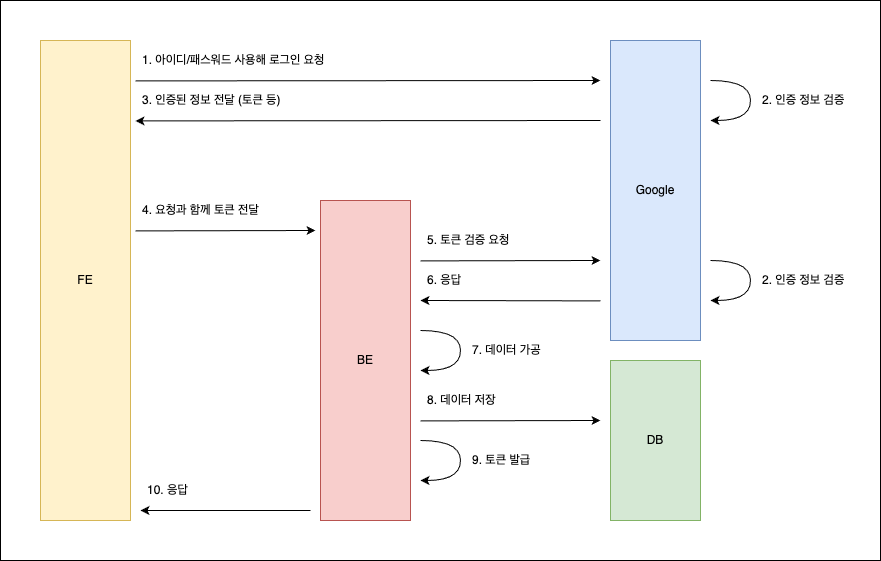 1. 아이디/패스워드 사용해 로그인 요청
3. 인증된 정보 전달 (토큰 등)
2. 인증 정보 검증
Google
4. 요청과 함께 토큰 전달
5. 토큰 검증 요청
FE
6. 응답
2. 인증 정보 검증
7. 데이터 가공
BE
8. 데이터 저장
DB
9. 토큰 발급
10. 응답